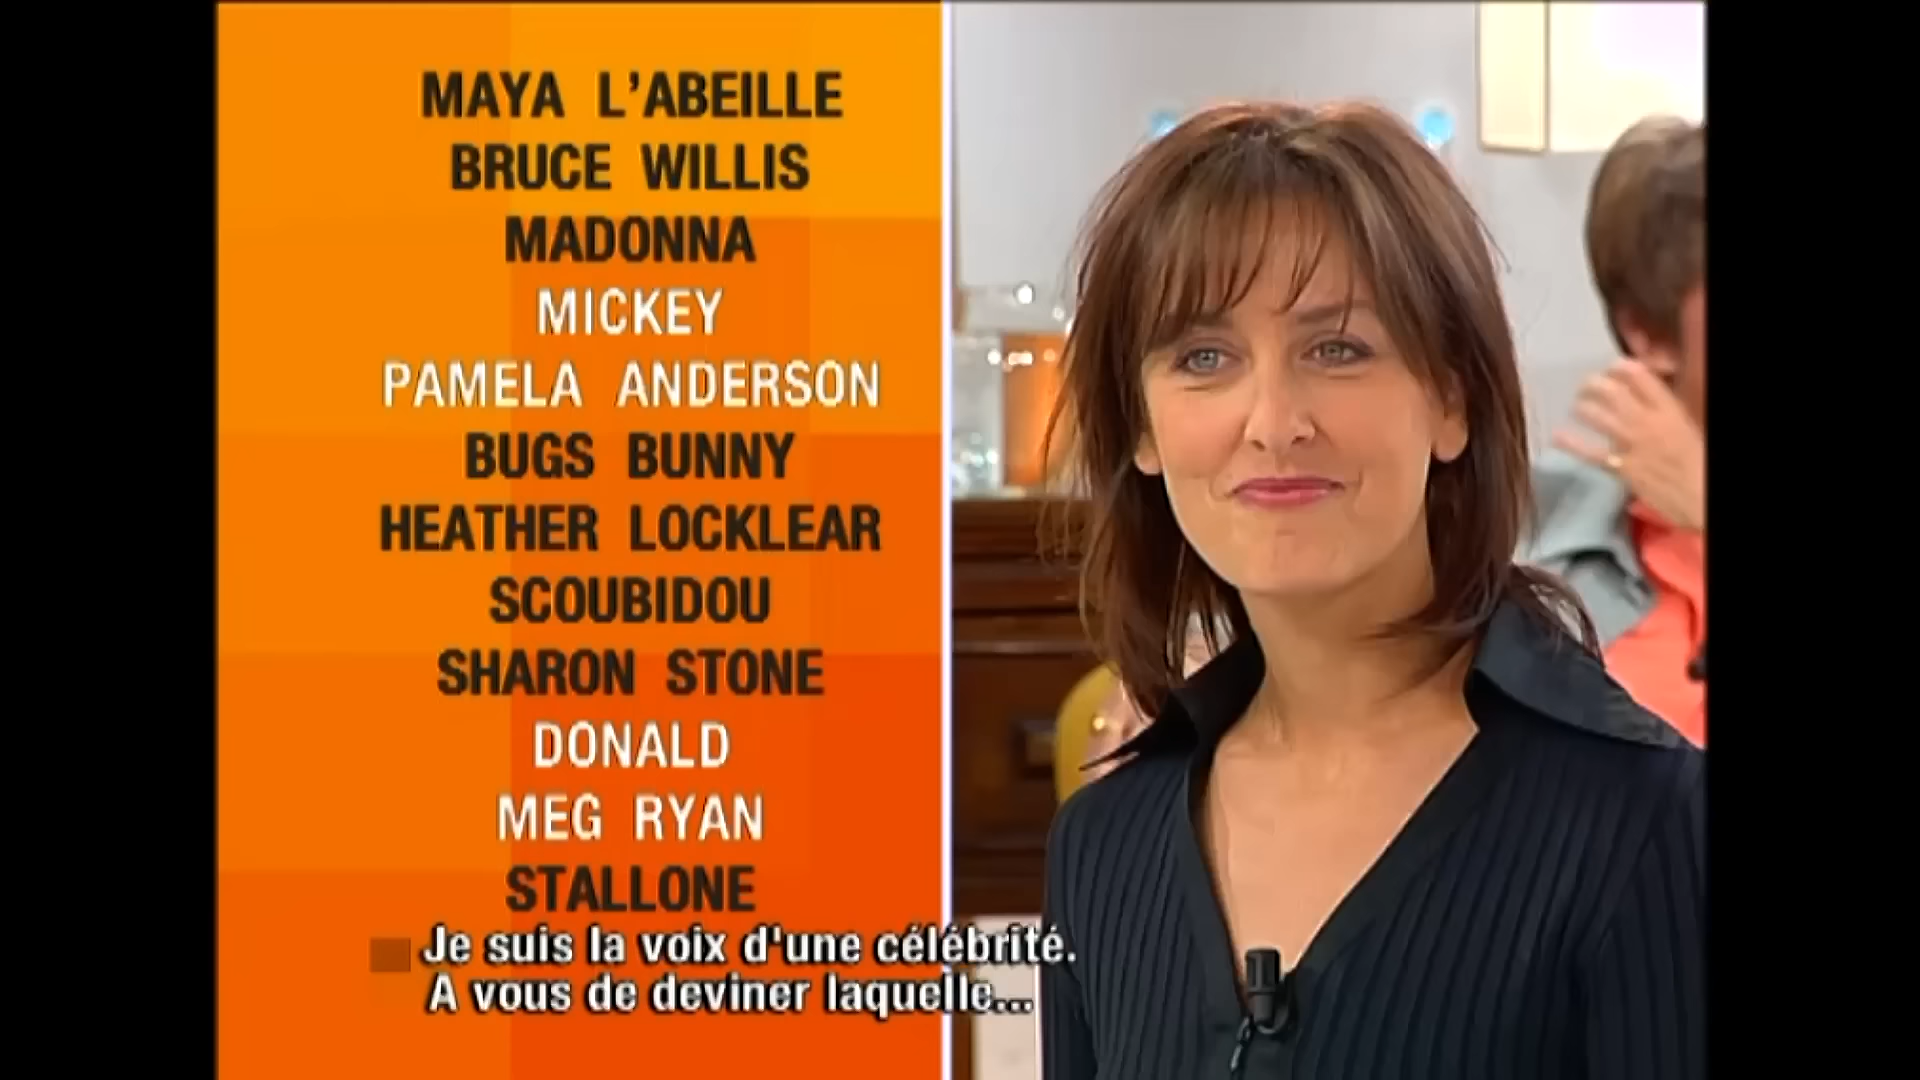 MAYA L'ABEILLE
BRUCE WILLIS
MADONNA
MICKEY
PAMELA ANDERSON
BUGS BUNNY
HEATHER LOCKLEAR
SCOUBIDOU
SHARON STONE
DONALD
MEG RYAN
STALLONE
Je suis la voix d'une célébrité.
A vous de deviner laquelle...